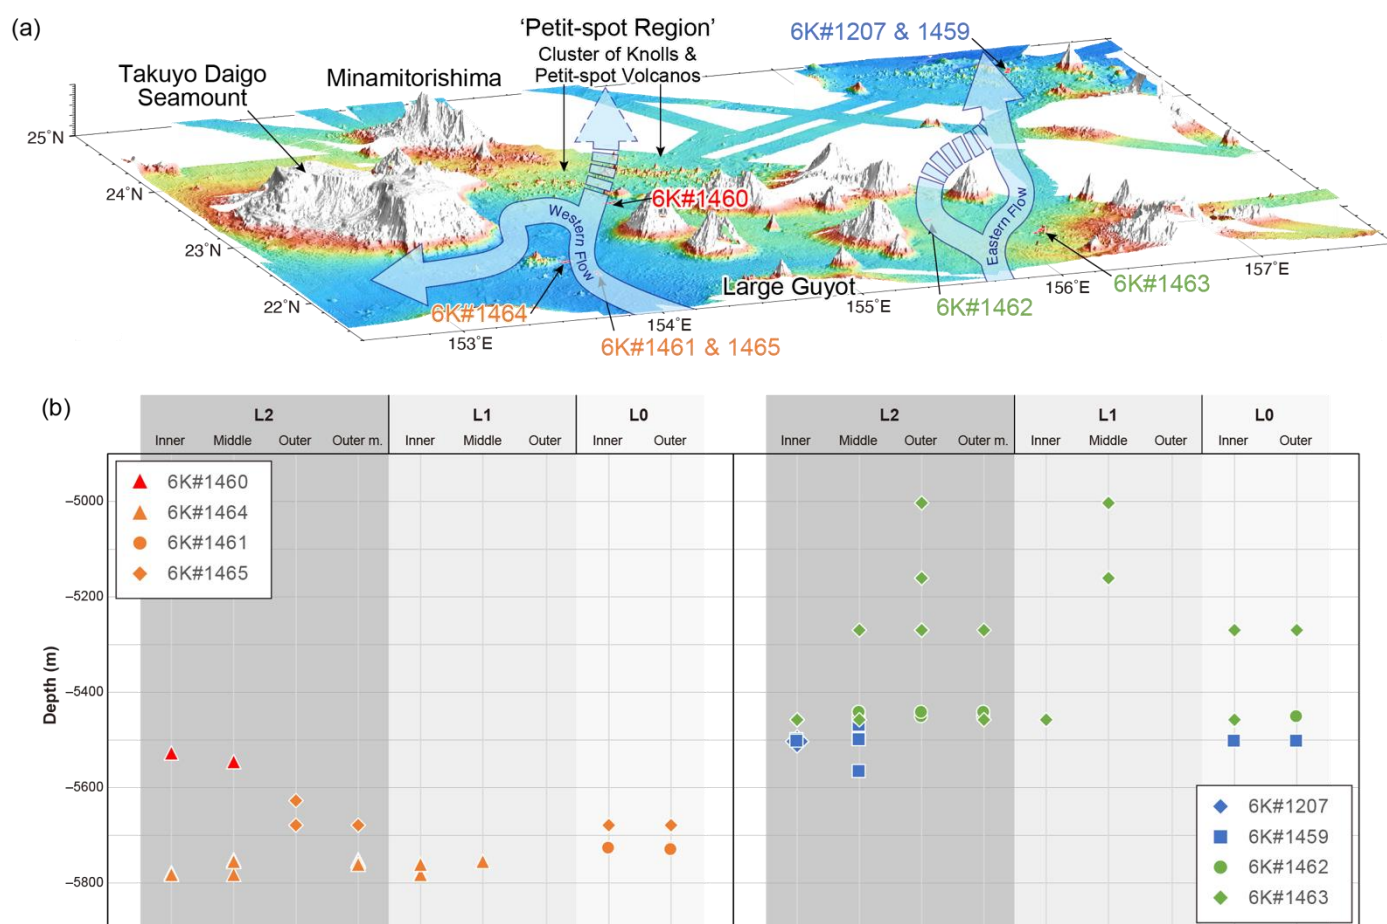 (a)
'Petit-spot Region'
Cluster of Knolls &
Petit-spot Volcanos
6K#1207 & 1459
Takuyo Daigo
Seamount
Minamitorishima
25°N
24°N
23°N
22°N
6K#1460
Western Flow
Eastern Flow
6K#1464
6K#1461 & 1465
Large Guyot
6K#1462
6K#1463
153°E
154°E
155°E
156°E
157°E
(b)
L2 L1 L0 L2 L1 L0
Inner Middle Outer Outer m. Inner Middle Outer Inner Outer Inner Middle Outer Outer m. Inner Middle Outer Inner Outer
6K#1460
6K#1464
6K#1461
6K#1465
Depth (m)
–5000
–5200
–5400
–5600
–5800
6K#1207
6K#1459
6K#1462
6K#1463